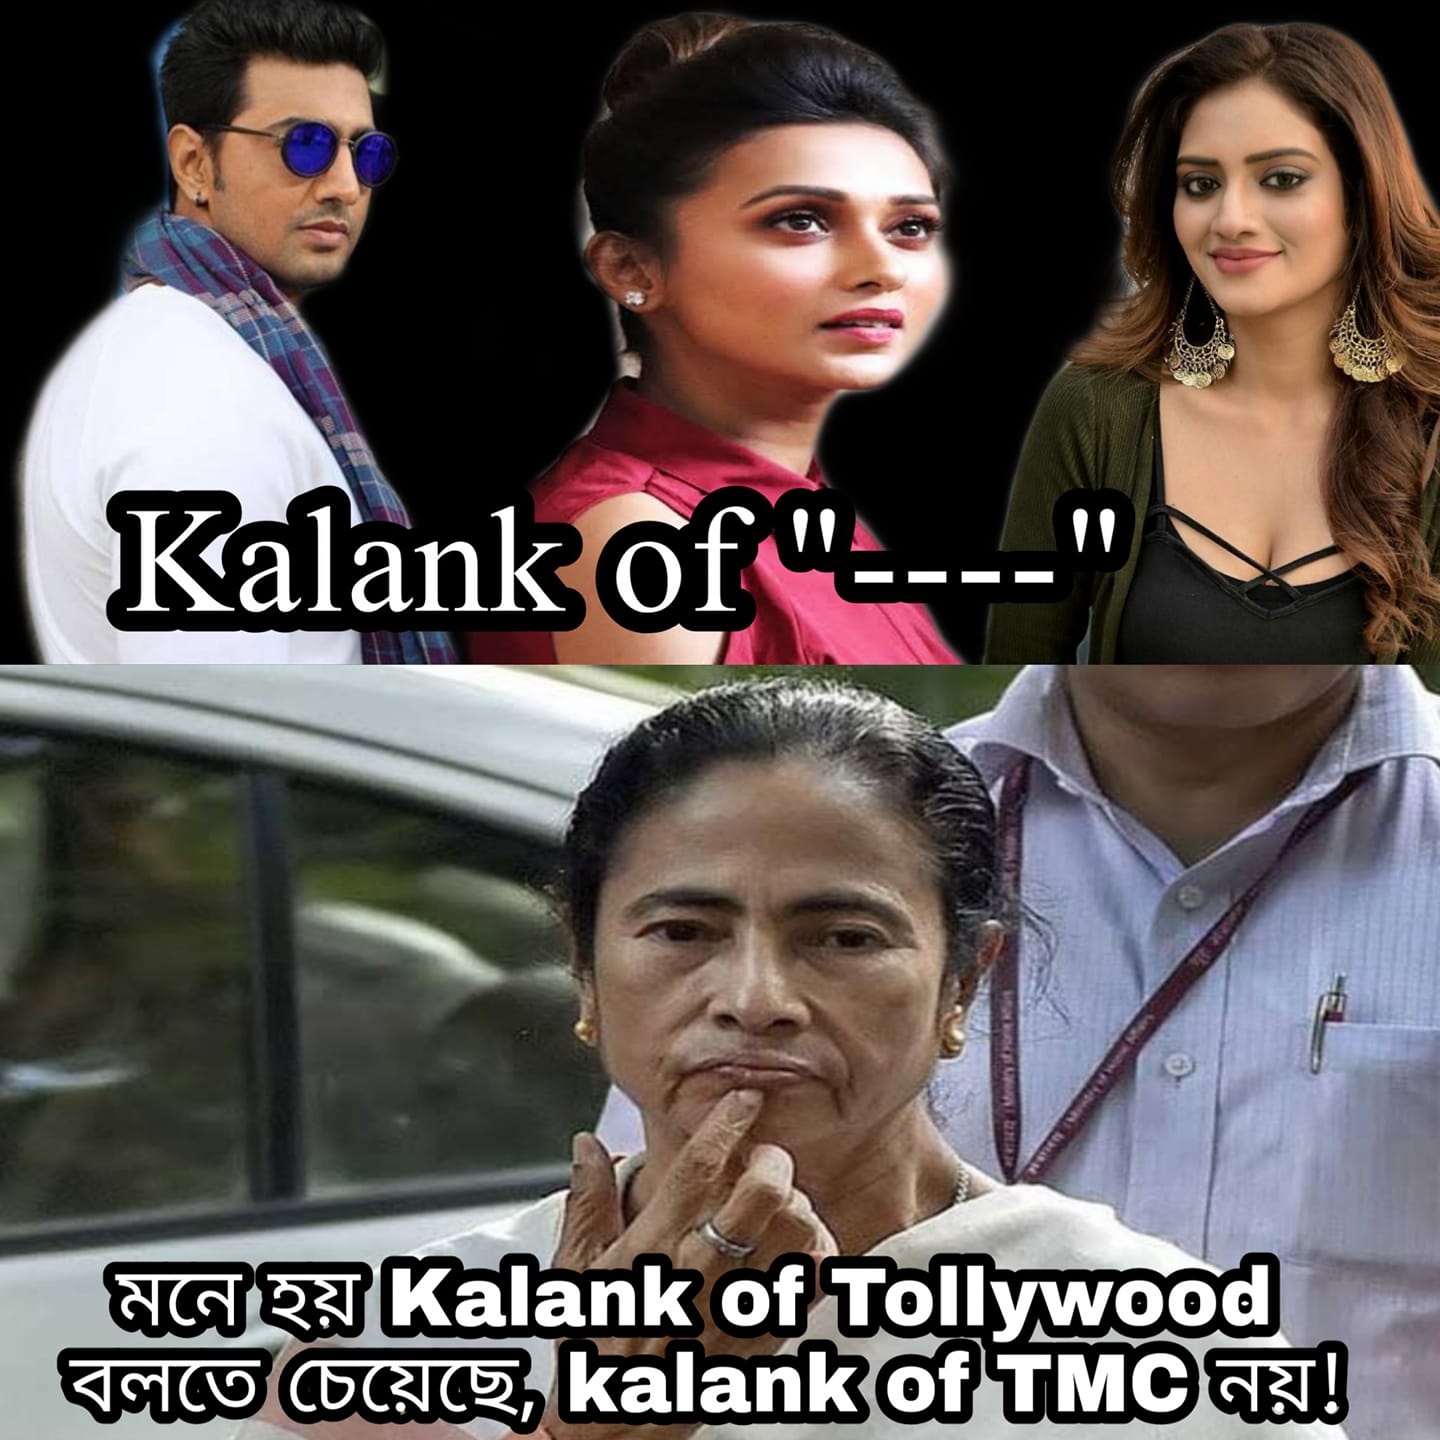 Kalank of "----"
মনে হয় Kalank of Tollywood
বলতে চেয়েছে, kalank of TMC নয়!